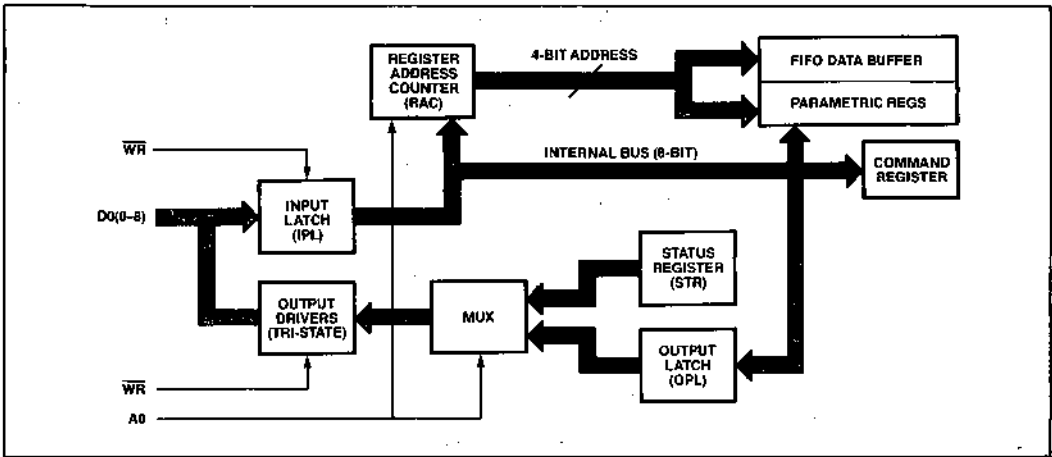 REGISTER
ADDRESS
COUNTER
(RAC)
4-BIT ADDRESS
FIFO DATA BUFFER
PARAMETRIC REGS
WR
INTERNAL BUS (8-BIT)
COMMAND
REGISTER
D0(0-8)
INPUT
LATCH
(IPL)
STATUS
REGISTER
(STR)
OUTPUT
DRIVERS
(TRI-STATE)
MUX
OUTPUT
LATCH
(OPL)
WR
A0